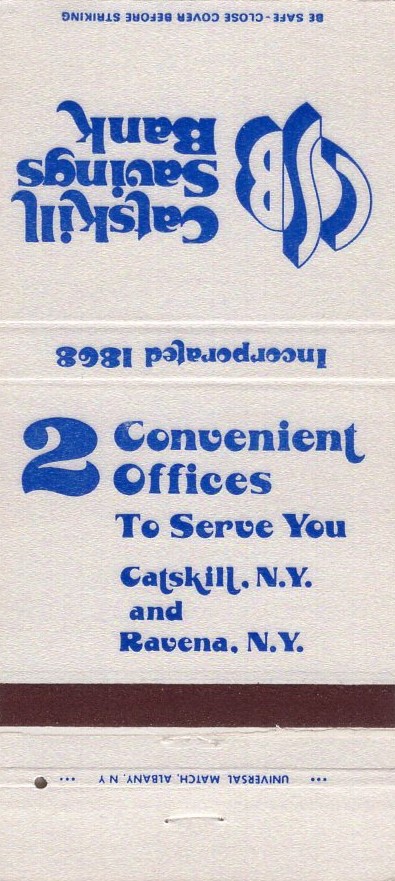 BE SAFE - CLOSE COVER BEFORE STRIKING
CSB
Catskill
Savings
Bank
Incorporated 1868
2 Convenient
Offices
To Serve You
Catskill, N.Y.
and
Ravena, N.Y.
••• UNIVERSAL MATCH, ALBANY, N Y •••